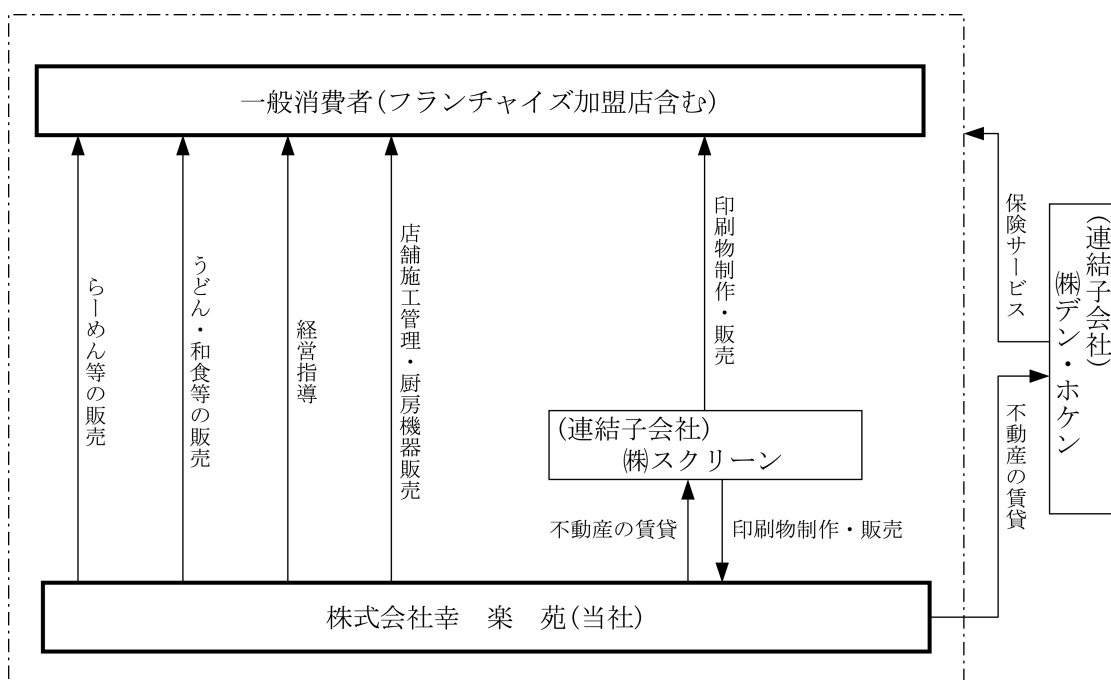 一般消費者(フランチャイズ加盟店含む)
らーめん等の販売
うどん・和食等の販売
経営指導
店舗施工管理・厨房機器販売
印刷物制作・販売
保険サービス
(連結子会社)
㈱デン・ホケン
(連結子会社)
㈱スクリーン
不動産の賃貸
印刷物制作・販売
不動産の賃貸
株式会社幸　楽　苑(当社)